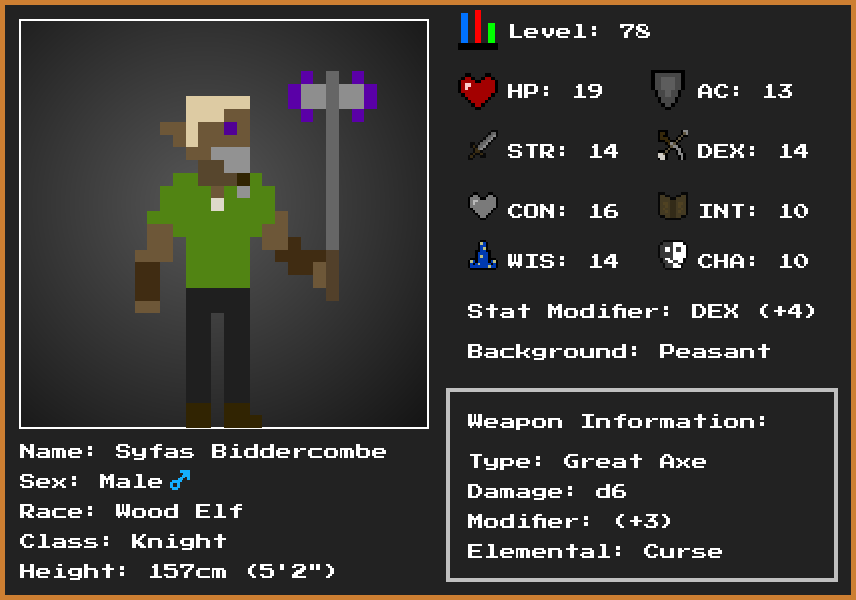 Level: 78
HP: 19
AC: 13
STR: 14
DEX: 14
CON: 16
INT: 10
WIS: 14
CHA: 10
Stat Modifier: DEX (+4)
Background: Peasant
Weapon Information:
Type: Great Axe
Damage: d6
Modifier: (+3)
Elemental: Curse
Name: Syfas Biddercombe
Sex: Male ♂
Race: Wood Elf
Class: Knight
Height: 157cm (5'2")